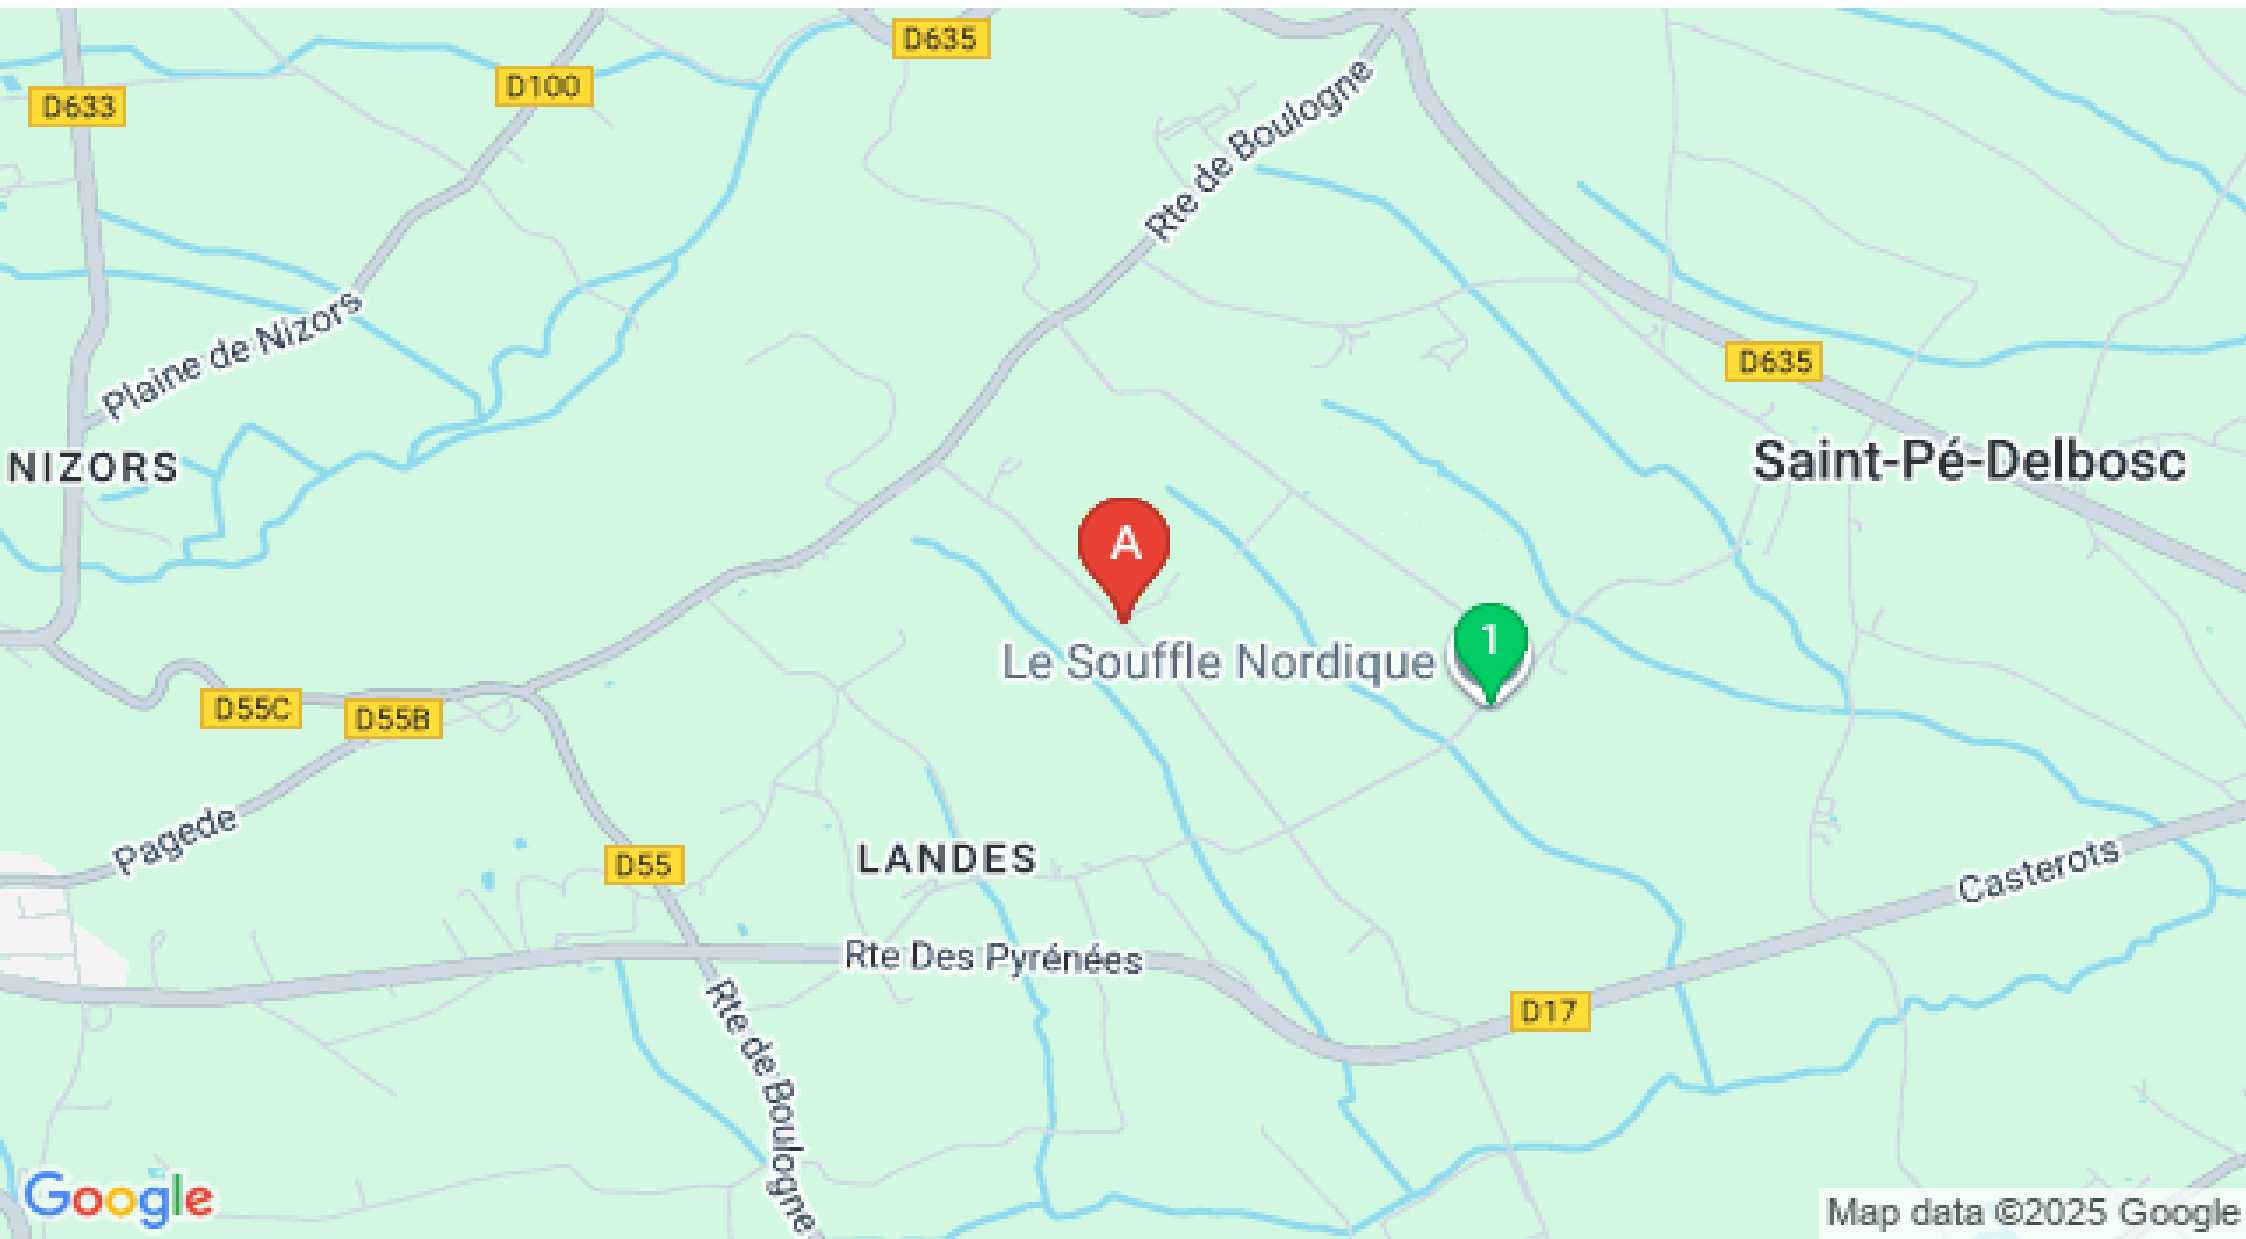 D635
D100
D633
Rte de Boulogne
Plaine de Nizors
D635
NIZORS
Saint-Pé-Delbosc
A
1
Le Souffle Nordique
D55C
D55B
Pagede
D55
LANDES
Casterots
Rte Des Pyrénées
D17
Rte de Boulogne
Google
Map data ©2025 Google